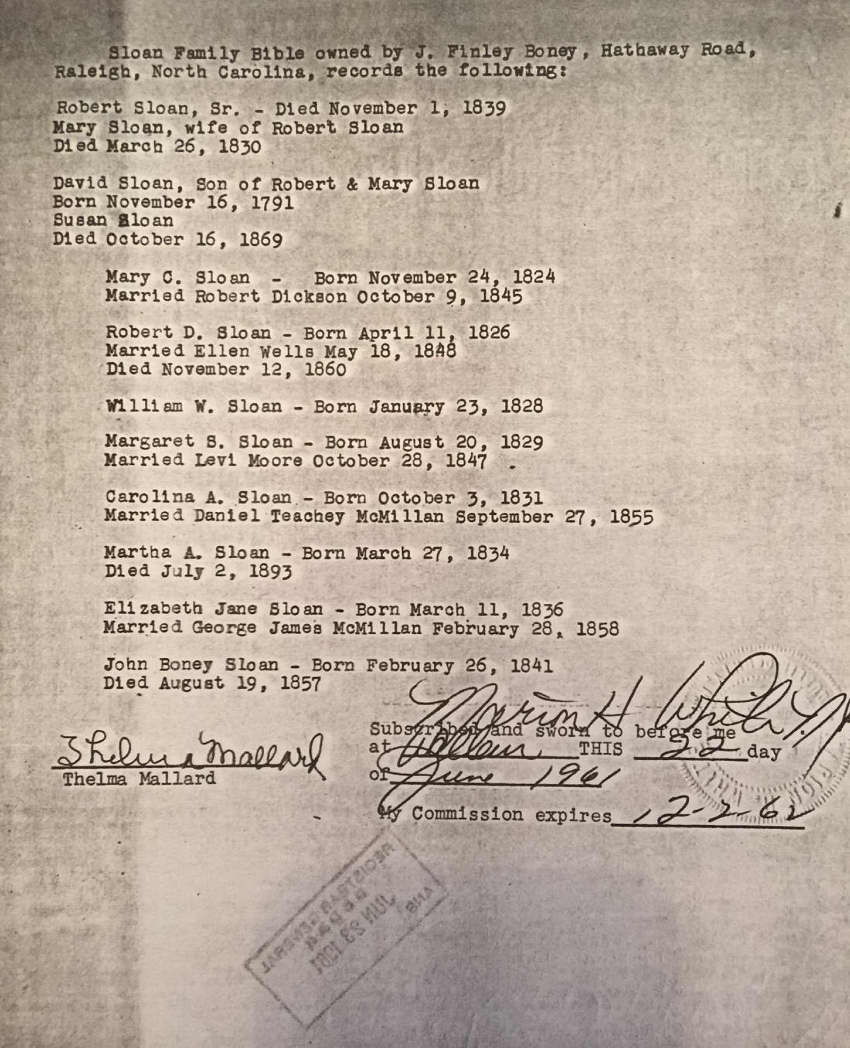 Sloan Family Bible owned by J. Finley Boney, Hathaway Road,
Raleigh, North Carolina, records the following:
Robert Sloan, Sr. - Died November 1, 1839
Mary Sloan, wife of Robert Sloan
Died March 26, 1830
David Sloan, Son of Robert & Mary Sloan
Born November 16, 1791
Susan Sloan
Died October 16, 1869
Mary C. Sloan - Born November 24, 1824
Married Robert Dickson October 9, 1845
Robert D. Sloan - Born April 11, 1826
Married Ellen Wells May 18, 1848
Died November 12, 1860
William W. Sloan - Born January 23, 1828
Margaret S. Sloan - Born August 20, 1829
Married Levi Moore October 28, 1847
Carolina A. Sloan - Born October 3, 1831
Married Daniel Teachey McMillan September 27, 1855
Martha A. Sloan - Born March 27, 1834
Died July 2, 1893
Elizabeth Jane Sloan - Born March 11, 1836
Married George James McMillan February 28, 1858
John Boney Sloan - Born February 26, 1841
Died August 19, 1857
Marion H. White
Subscribed and sworn to before me
at THIS 22 day
of June 1961
My Commission expires 12-2-62
Thelma Mallard
Thelma Mallard
REGISTRAR GENERAL
JUN 23 1961